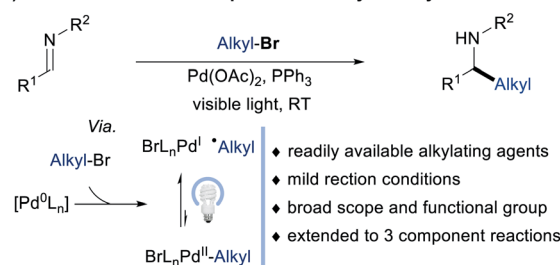 R²
N
R¹
Alkyl-Br
Pd(OAc)₂, PPh₃
visible light, RT
R²
HN
R¹
Alkyl
Via.
Alkyl-Br
[Pd⁰Lₙ]
BrLₙPdᴵ •Alkyl
BrLₙPdᴵᴵ-Alkyl
♦ readily available alkylating agents
♦ mild rection conditions
♦ broad scope and functional group
♦ extended to 3 component reactions